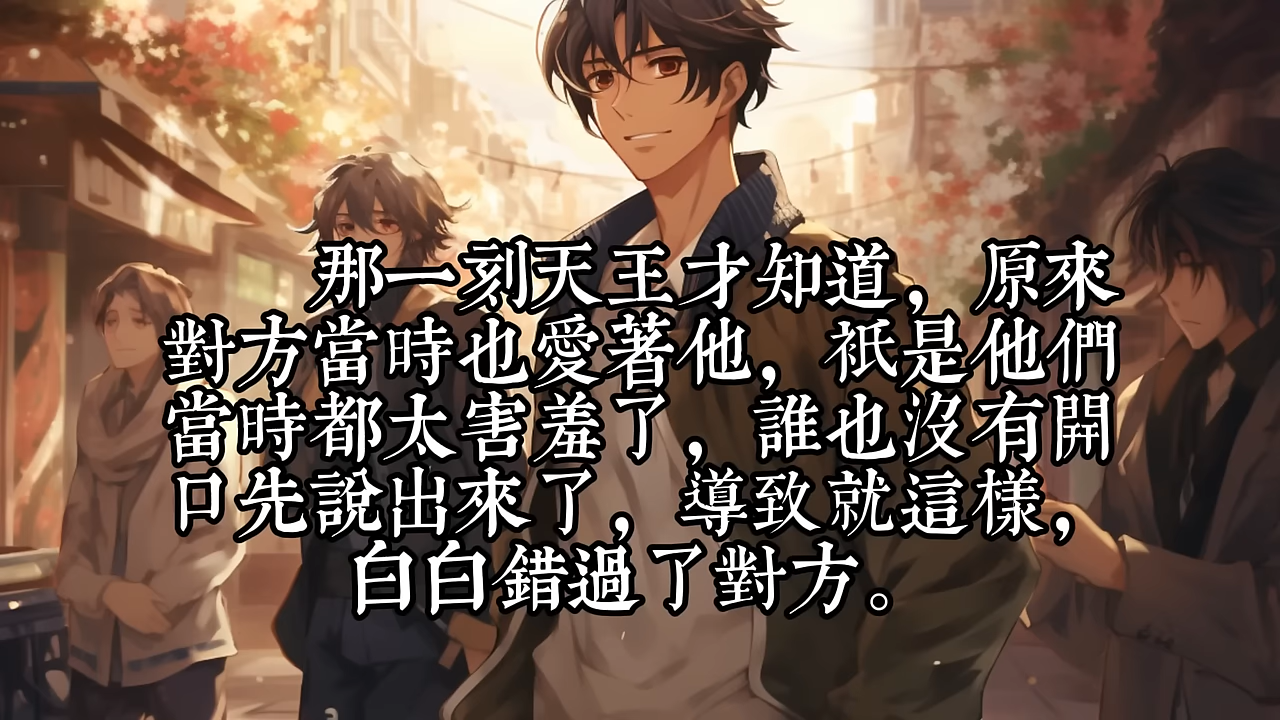 那一刻天王才知道，原來
對方當時也愛著他，衹是他們
當時都太害羞了，誰也沒有開
口先說出來了，導致就這樣，
白白錯過了對方。